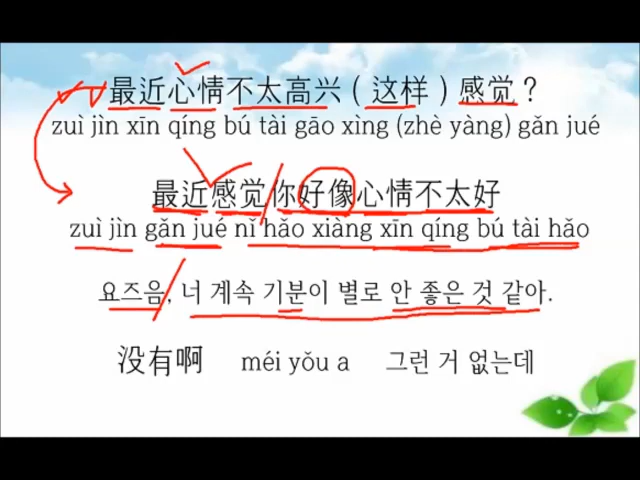 最近心情不太高兴（这样）感觉？
zuì jìn xīn qíng bú tài gāo xìng (zhè yàng) gǎn jué
最近感觉你好像心情不太好
zuì jìn gǎn jué nǐ hǎo xiàng xīn qíng bú tài hǎo
요즈음, 너 계속 기분이 별로 안 좋은 것 같아.
没有啊 méi yǒu a 그런 거 없는데